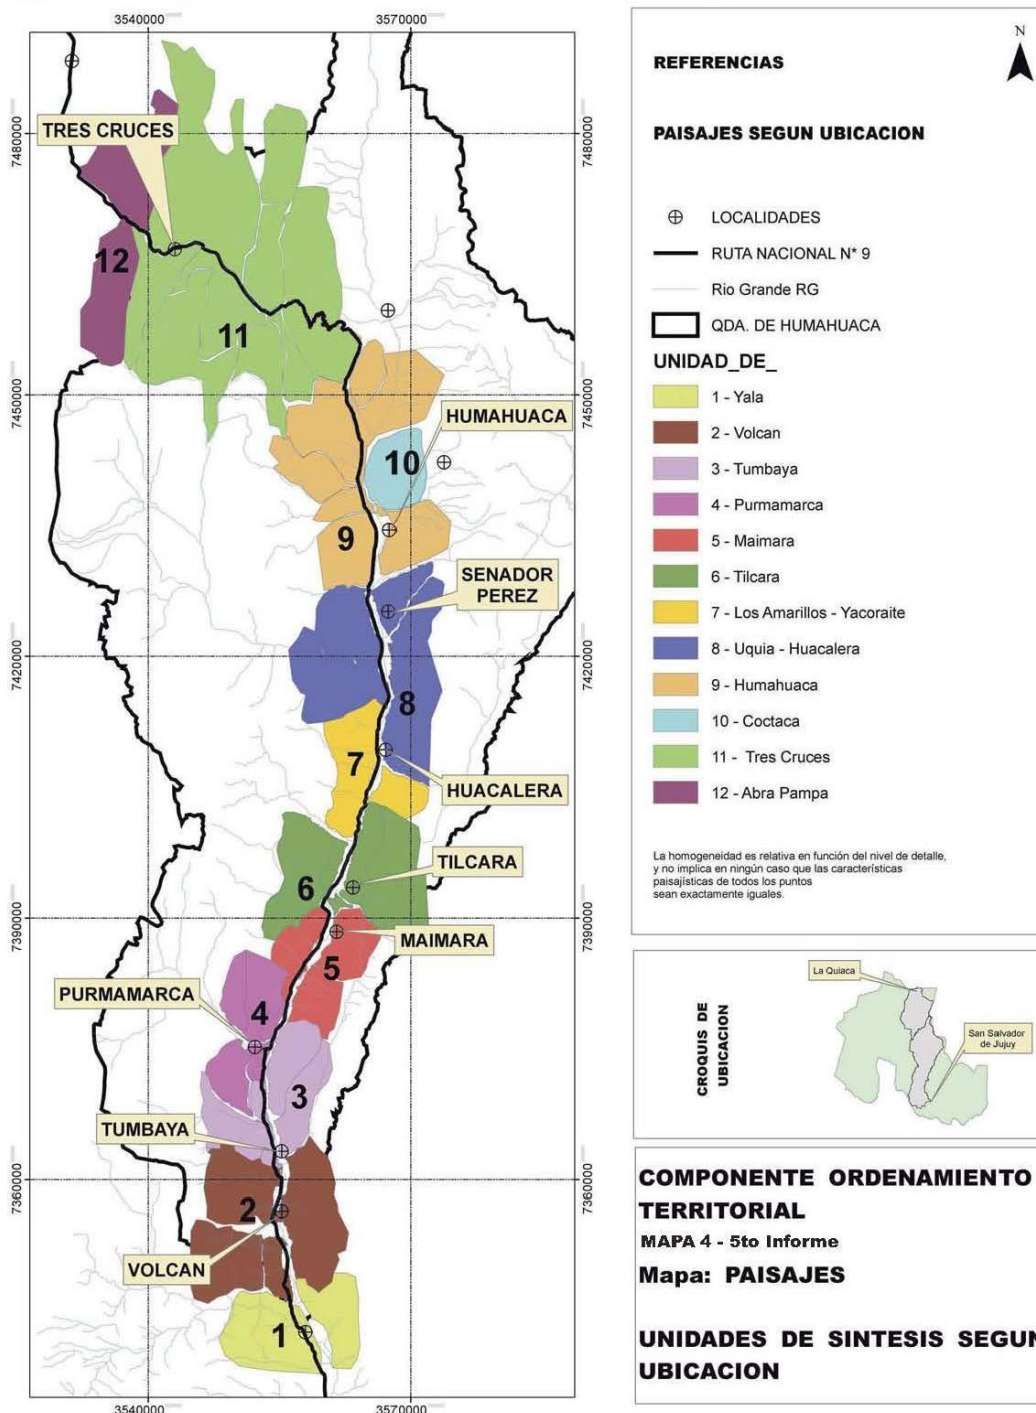 3540000
3570000
7480000
7450000
7420000
7390000
7360000
7480000
7450000
7420000
7390000
7360000
TRES CRUCES
12
11
HUMAHUACA
10
9
SENADOR
PEREZ
8
7
HUACALERA
TILCARA
6
MAIMARA
5
PURMAMARCA
4
3
TUMBAYA
2
VOLCAN
1
3540000
3570000
N
REFERENCIAS
PAISAJES SEGUN UBICACION
LOCALIDADES
RUTA NACIONAL N* 9
Rio Grande RG
QDA. DE HUMAHUACA
UNIDAD_DE_
1 - Yala
2 - Volcan
3 - Tumbaya
4 - Purmamarca
5 - Maimara
6 - Tilcara
7 - Los Amarillos - Yacoraite
8 - Uquia - Huacalera
9 - Humahuaca
10 - Coctaca
11 - Tres Cruces
12 - Abra Pampa
La homogeneidad es relativa en función del nivel de detalle,
y no implica en ningún caso que las características
paisajísticas de todos los puntos
sean exactamente iguales.
CROQUIS DE
UBICACION
La Quiaca
San Salvador
de Jujuy
COMPONENTE ORDENAMIENTO
TERRITORIAL
MAPA 4 - 5to Informe
Mapa: PAISAJES
UNIDADES DE SINTESIS SEGUN
UBICACION